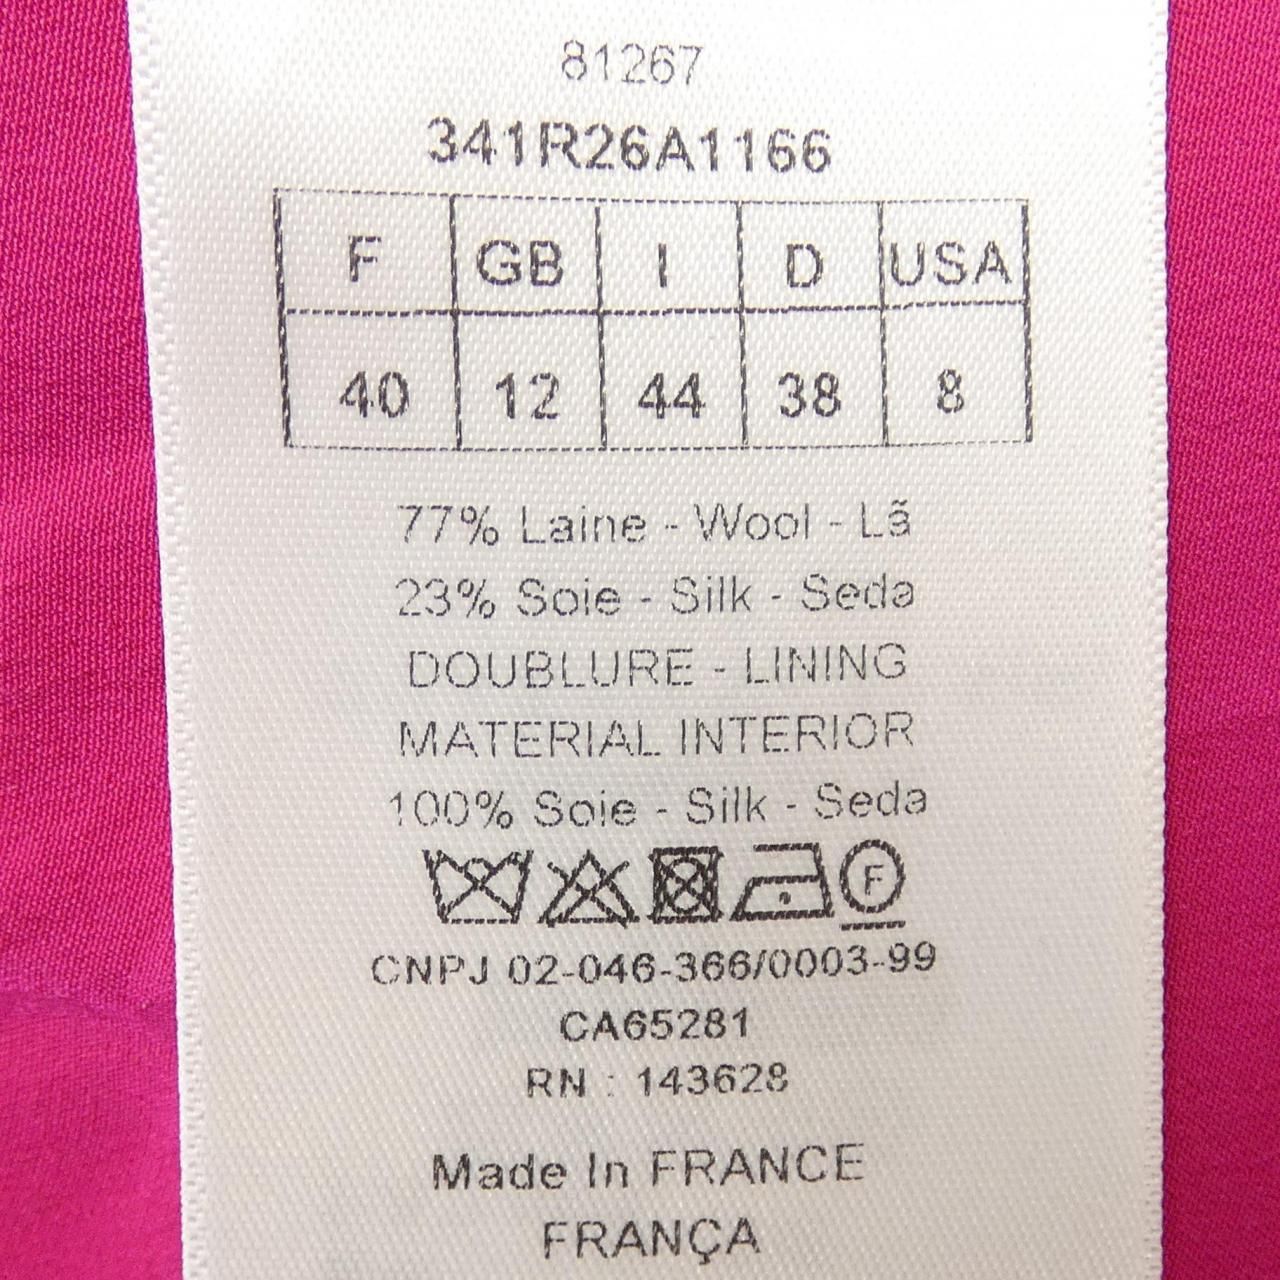 81267
341R26A1166
F GB I D USA
40 12 44 38 8
77% Laine - Wool - Lã
23% Soie - Silk - Seda
DOUBLURE - LINING
MATERIAL INTERIOR
100% Soie - Silk - Seda
F
CNPJ 02-046-366/0003-99
CA65281
RN : 143628
Made In FRANCE
FRANÇA